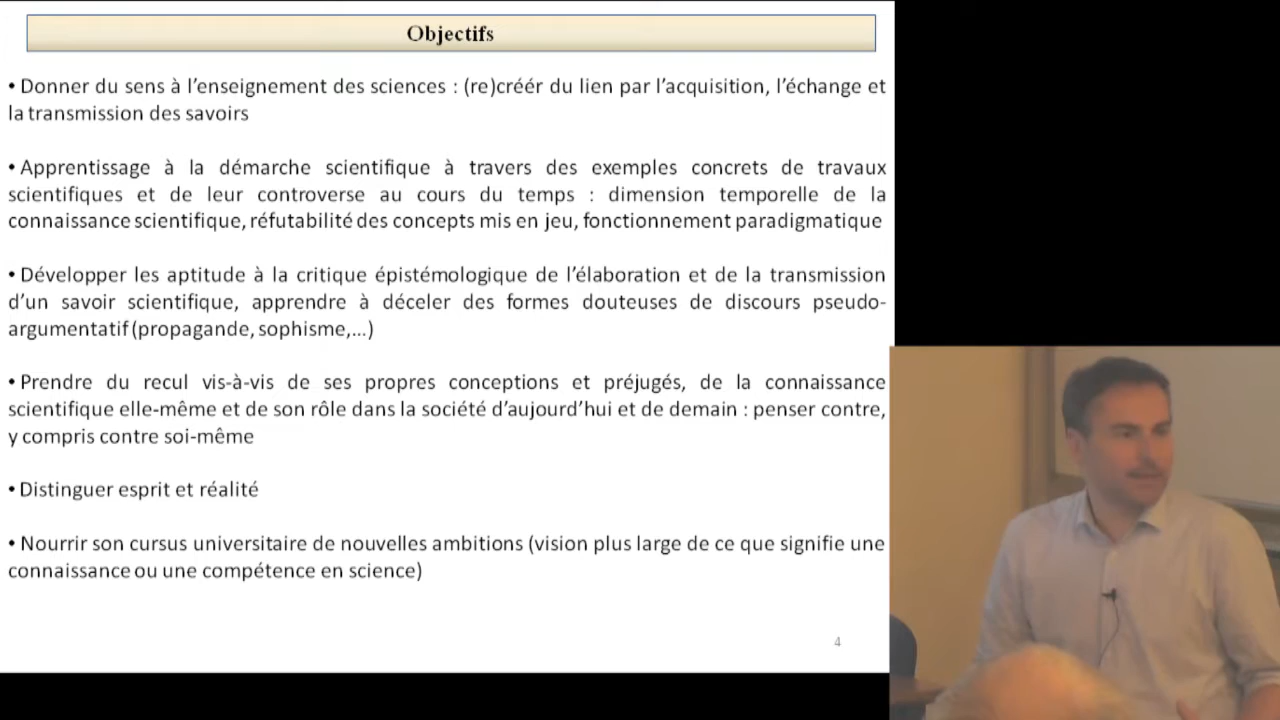 Objectifs
• Donner du sens à l’enseignement des sciences : (re)créér du lien par l’acquisition, l’échange et
la transmission des savoirs
• Apprentissage à la démarche scientifique à travers des exemples concrets de travaux
scientifiques et de leur controverse au cours du temps : dimension temporelle de la
connaissance scientifique, réfutabilité des concepts mis en jeu, fonctionnement paradigmatique
• Développer les aptitude à la critique épistémologique de l’élaboration et de la transmission
d’un savoir scientifique, apprendre à déceler des formes douteuses de discours pseudo-
argumentatif (propagande, sophisme,...)
• Prendre du recul vis-à-vis de ses propres conceptions et préjugés, de la connaissance
scientifique elle-même et de son rôle dans la société d’aujourd’hui et de demain : penser contre,
y compris contre soi-même
• Distinguer esprit et réalité
• Nourrir son cursus universitaire de nouvelles ambitions (vision plus large de ce que signifie une
connaissance ou une compétence en science)
4